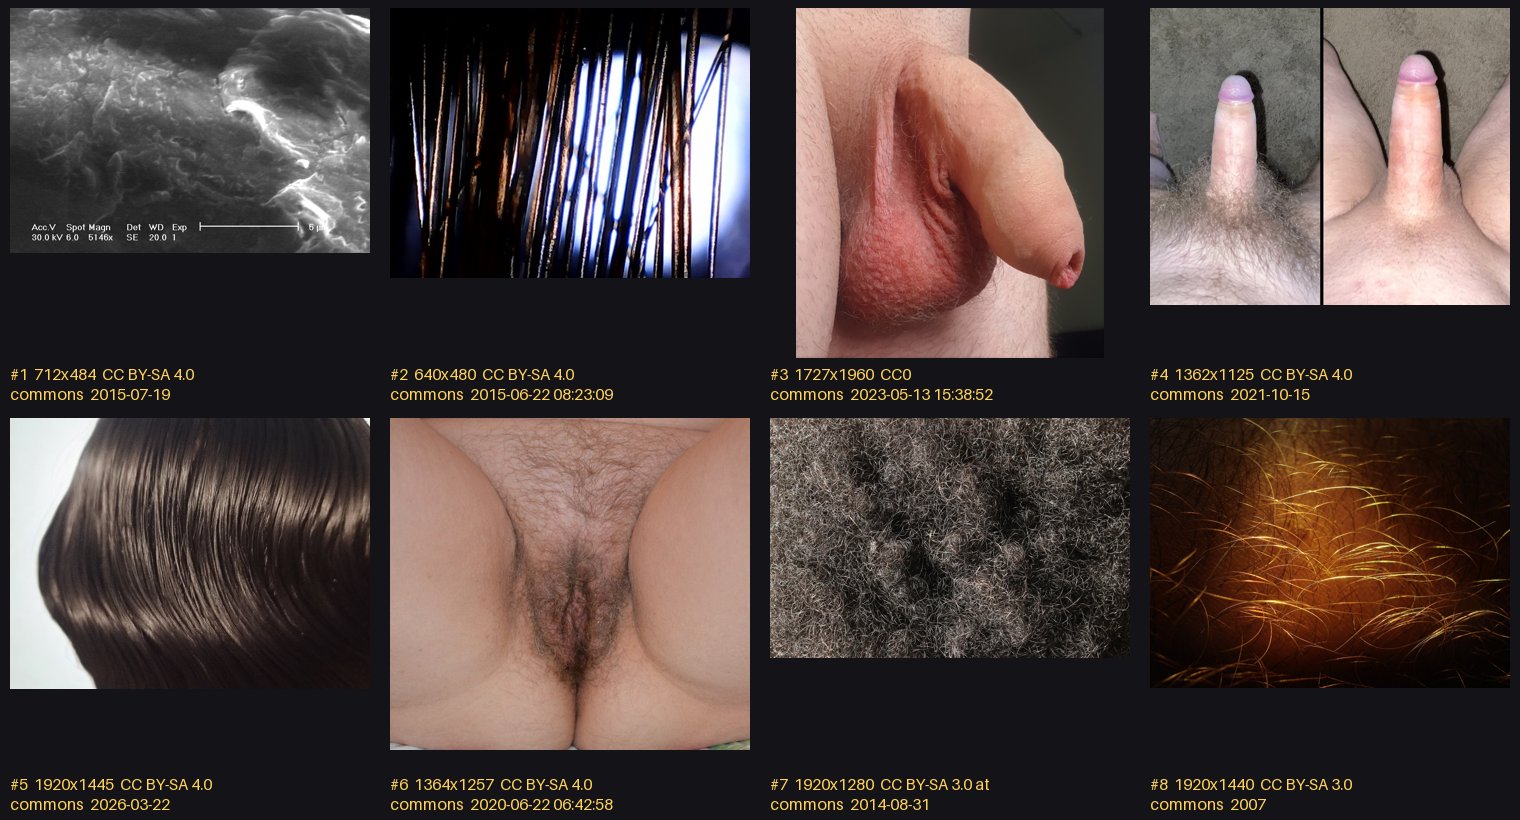 Acc.V Spot Magn Det WD Exp
30.0 kV 6.0 5146x SE 20.0 1
#1 712x484 CC BY-SA 4.0
commons 2015-07-19
#2 640x480 CC BY-SA 4.0
commons 2015-06-22 08:23:09
#3 1727x1960 CC0
commons 2023-05-13 15:38:52
#4 1362x1125 CC BY-SA 4.0
commons 2021-10-15
#5 1920x1445 CC BY-SA 4.0
commons 2026-03-22
#6 1364x1257 CC BY-SA 4.0
commons 2020-06-22 06:42:58
#7 1920x1280 CC BY-SA 3.0 at
commons 2014-08-31
#8 1920x1440 CC BY-SA 3.0
commons 2007